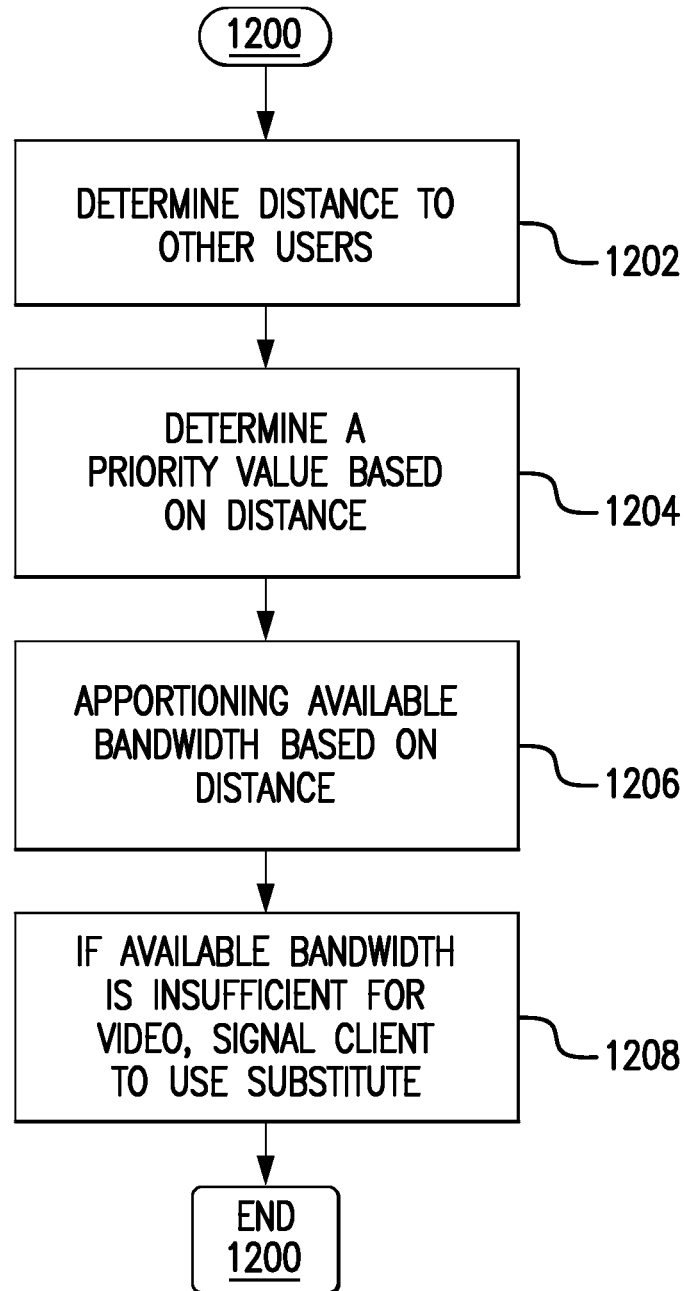 1200
DETERMINE DISTANCE TO
OTHER USERS
1202
DETERMINE A
PRIORITY VALUE BASED
ON DISTANCE
1204
APPORTIONING AVAILABLE
BANDWIDTH BASED ON
DISTANCE
1206
IF AVAILABLE BANDWIDTH
IS INSUFFICIENT FOR
VIDEO, SIGNAL CLIENT
TO USE SUBSTITUTE
1208
END
1200